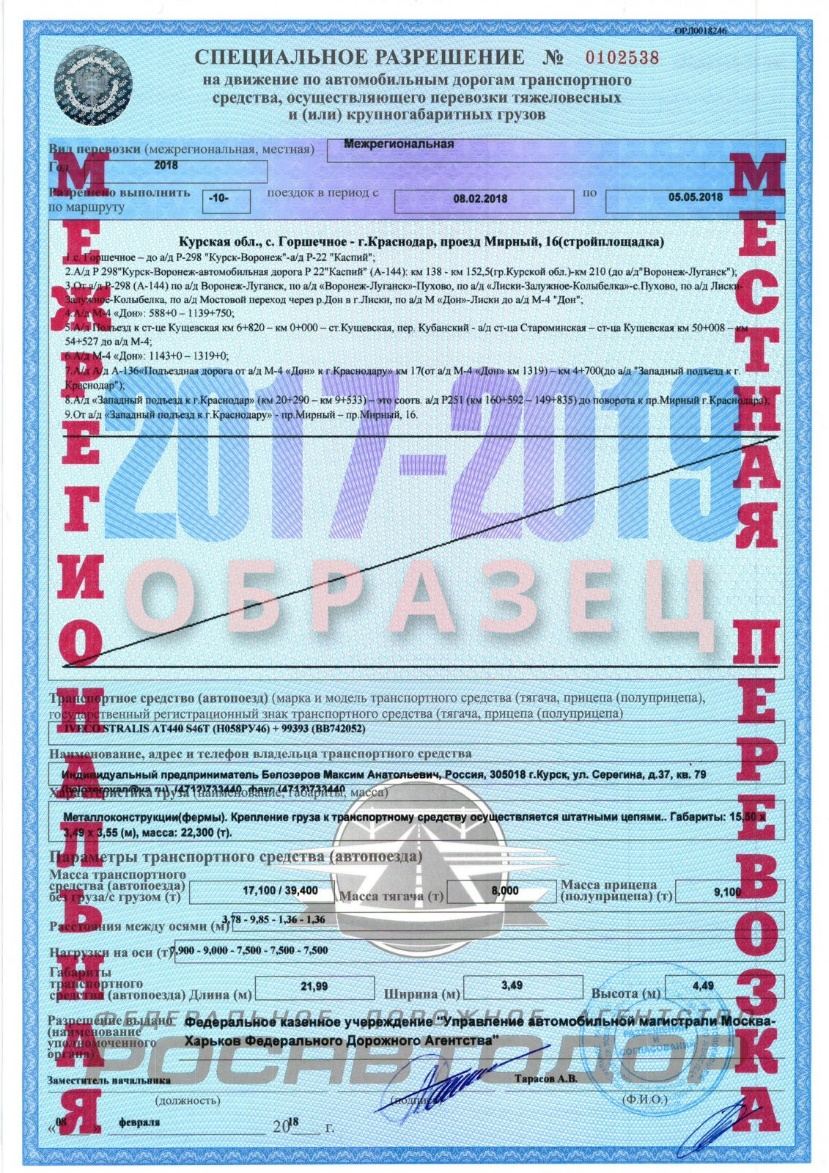 ОРД0018246
СПЕЦИАЛЬНОЕ РАЗРЕШЕНИЕ № 0102538
на движение по автомобильным дорогам транспортного
средства, осуществляющего перевозки тяжеловесных
и (или) крупногабаритных грузов
Вид перевозки (межрегиональная, местная) Межрегиональная
Год 2018
Разрешено выполнить -10- поездок в период с 08.02.2018 по 05.05.2018
по маршруту
Курская обл., с. Горшечное - г.Краснодар, проезд Мирный, 16(стройплощадка)
1.с. Горшечное – до а/д Р-298 "Курск-Воронеж"-а/д Р-22 "Каспий";
2.А/д Р 298"Курск-Воронеж-автомобильная дорога Р 22"Каспий" (А-144): км 138 - км 152,5(гр.Курской обл.)-км 210 (до а/д"Воронеж-Луганск");
3.От а/д Р-298 (А-144) по а/д Воронеж-Луганск, по а/д «Воронеж-Луганск»-Пухово, по а/д «Лиски-Залужное-Колыбелка»-с.Пухово, по а/д Лиски-
Залужное-Колыбелка, по а/д Мостовой переход через р.Дон в г.Лиски, по а/д М «Дон»-Лиски до а/д М-4 "Дон";
4.А/д М-4 «Дон»: 588+0 – 1139+750;
5.А/д Подъезд к ст-це Кущевская км 6+820 – км 0+000 – ст.Кущевская, пер. Кубанский - а/д ст-ца Староминская – ст-ца Кущевская км 50+008 – км
54+527 до а/д М-4;
6.А/д М-4 «Дон»: 1143+0 – 1319+0;
7.А/д А/д А-136«Подъездная дорога от а/д М-4 «Дон» к г.Краснодару» км 17(от а/д М-4 «Дон» км 1319) – км 4+700(до а/д "Западный подъезд к г.
Краснодар");
8.А/д «Западный подъезд к г.Краснодар» (км 20+290 – км 9+533) – это соотв. а/д Р251 (км 160+592 – 149+835) до поворота к пр.Мирный г.Краснодара;
9.От а/д «Западный подъезд к г.Краснодару» - пр.Мирный – пр.Мирный, 16.
2017-2019
ОБРАЗЕЦ
МЕЖРЕГИОНАЛЬНАЯ
МЕСТНАЯ ПЕРЕВОЗКА
Транспортное средство (автопоезд) (марка и модель транспортного средства (тягача, прицепа (полуприцепа),
государственный регистрационный знак транспортного средства (тягача, прицепа (полуприцепа)
IVECO STRALIS AT440 S46T (Н058РУ46) + 99393 (ВВ742052)
Наименование, адрес и телефон владельца транспортного средства
Индивидуальный предприниматель Белозеров Максим Анатольевич, Россия, 305018 г.Курск, ул. Серегина, д.37, кв. 79
(4712)733440, факс (4712)733440
Характеристика груза (наименование, габариты, масса)
Металлоконструкции(фермы). Крепление груза к транспортному средству осуществляется штатными цепями.. Габариты: 15,50 х
3,49 х 3,55 (м), масса: 22,300 (т).
Параметры транспортного средства (автопоезда)
Масса транспортного
средства (автопоезда)
без груза/с грузом (т) 17,100 / 39,400 Масса тягача (т) 8,000 Масса прицепа
(полуприцепа) (т) 9,100
Расстояния между осями (м) 3,78 - 9,85 - 1,36 - 1,36
Нагрузки на оси (т) 7,900 - 9,000 - 7,500 - 7,500 - 7,500
Габариты
транспортного
средства (автопоезда) Длина (м) 21,99 Ширина (м) 3,49 Высота (м) 4,49
ФЕДЕРАЛЬНОЕ ДОРОЖНОЕ АГЕНТСТВО
РОСАВТОДОР
Разрешение выдано
(наименование
уполномоченного
органа)
Федеральное казенное учереждение "Управление автомобильной магистрали Москва-
Харьков Федерального Дорожного Агентства"
Заместитель начальника Тарасов А.В.
(должность) (подпись) (Ф.И.О.)
«08» февраля 2018 г.